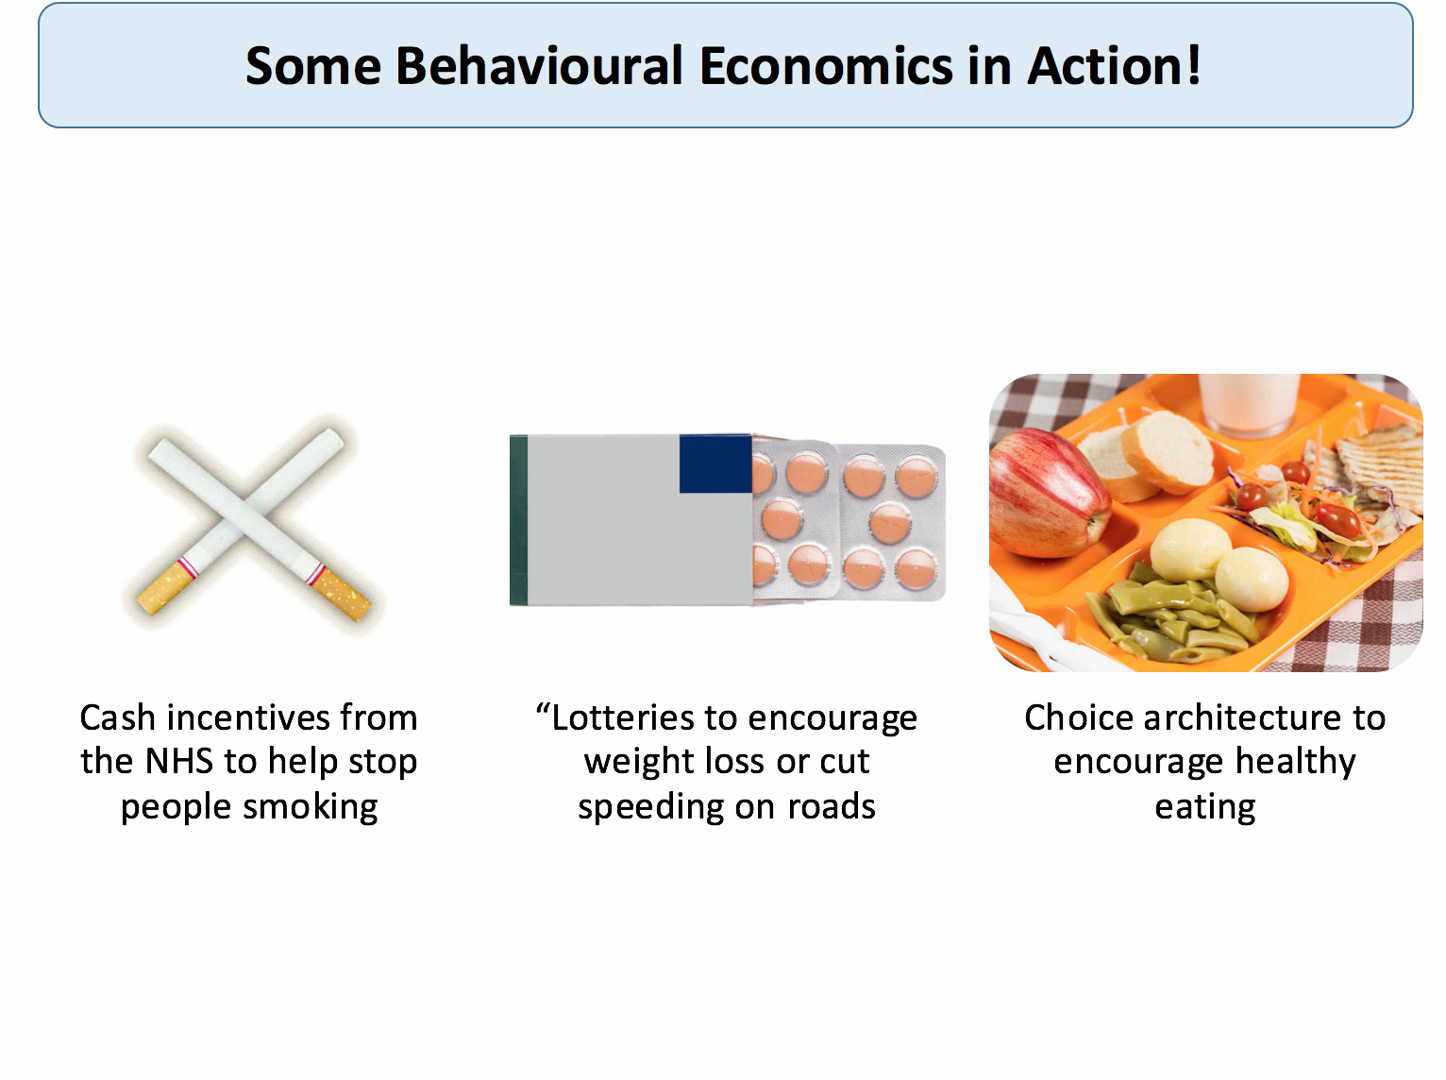 Some Behavioural Economics in Action!
Cash incentives from
the NHS to help stop
people smoking
“Lotteries to encourage
weight loss or cut
speeding on roads
Choice architecture to
encourage healthy
eating